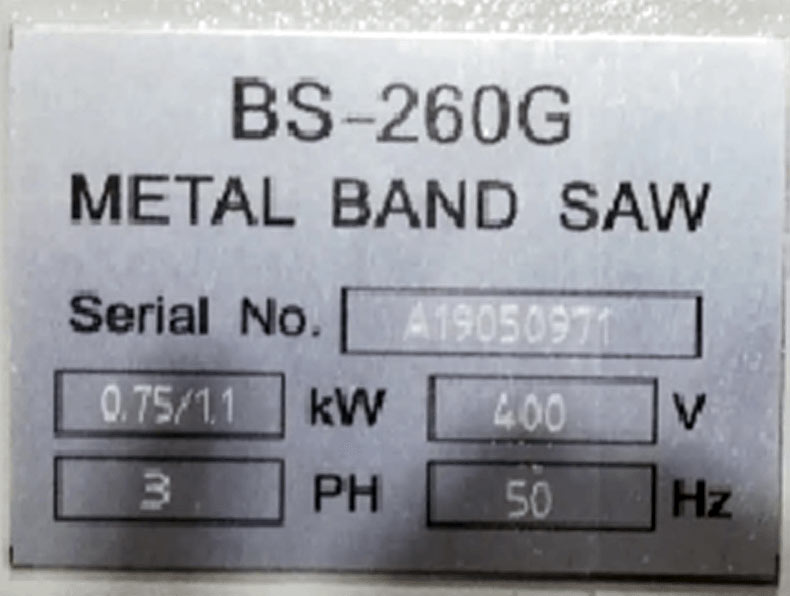 BS-260G
METAL BAND SAW
Serial No. A19050971
0.75/1.1 kW 400 V
3 PH 50 Hz